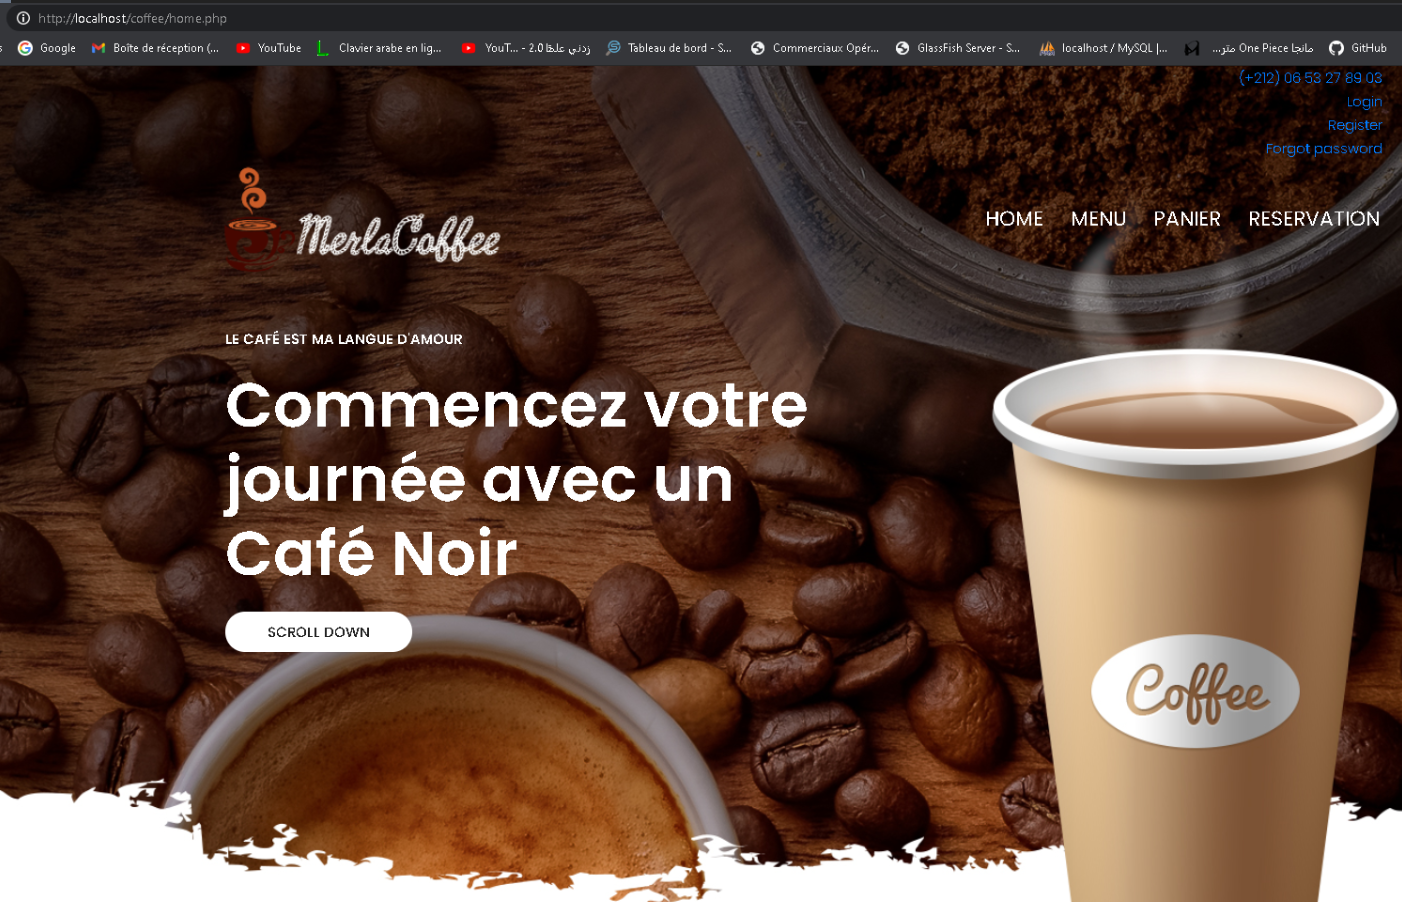 http://localhost/coffee/home.php
Google
Boîte de réception (...
YouTube
Clavier arabe en lig...
YouT... - 2.0 زدني علمًا
Tableau de bord - S...
Commerciaux Opér...
GlassFish Server - S...
localhost / MySQL |...
مانجا One Piece متر...
GitHub
(+212) 06 53 27 89 03
Login
Register
Forgot password
MerlaCoffee
HOME MENU PANIER RESERVATION
LE CAFÉ EST MA LANGUE D'AMOUR
Commencez votre
journée avec un
Café Noir
SCROLL DOWN
Coffee